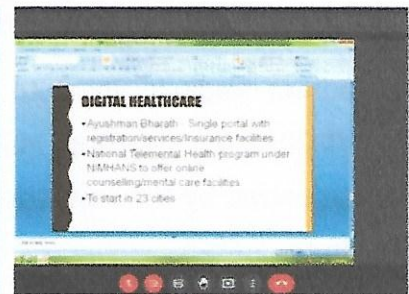 DIGITAL HEALTHCARE
•Ayushman Bharath Single portal with
registration/services/Insurance facilities
•National Telemental Health program under
NIMHANS to offer online
counselling/mental care facilities
•To start in 23 cities